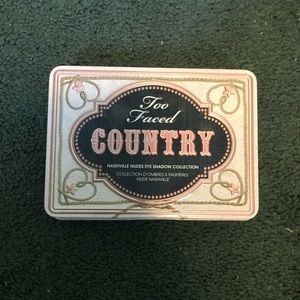 Too
Faced
COUNTRY
NASHVILLE NUDES EYE SHADOW COLLECTION
COLLECTION D'OMBRES À PAUPIÈRES
NUDE NASHVILLE